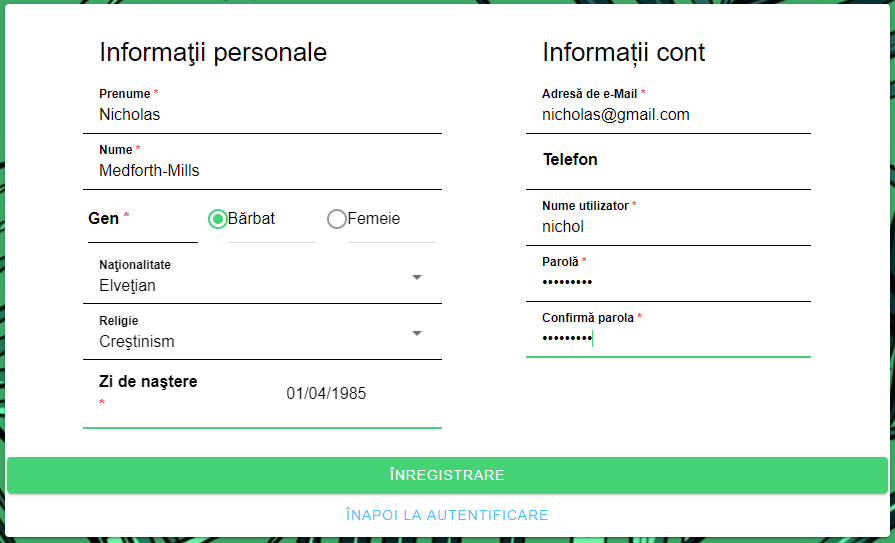 Informaţii personale
Prenume *
Nicholas
Nume *
Medforth-Mills
Gen *
Bărbat
Femeie
Naţionalitate
Elveţian
Religie
Creştinism
Zi de naştere
*
01/04/1985
Informații cont
Adresă de e-Mail *
nicholas@gmail.com
Telefon
Nume utilizator *
nichol
Parolă *
•••••••••
Confirmă parola *
•••••••••
ÎNREGISTRARE
ÎNAPOI LA AUTENTIFICARE